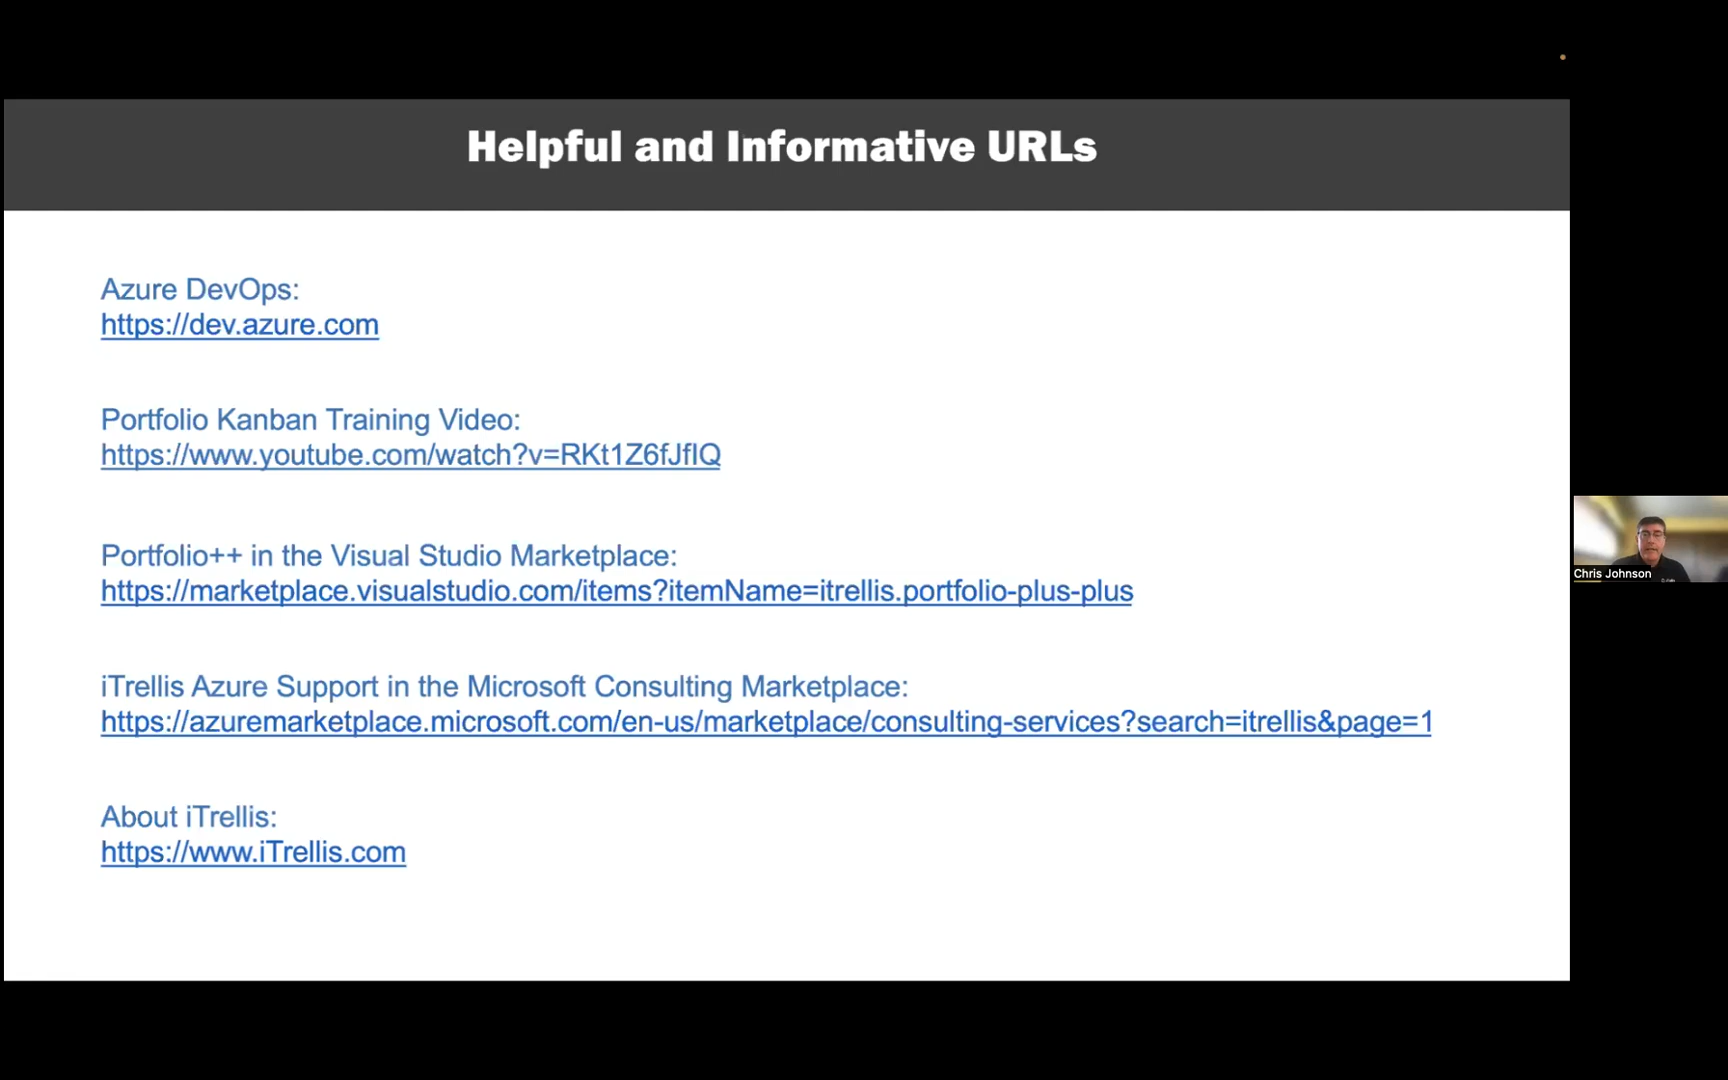 Helpful and Informative URLs
Azure DevOps:
https://dev.azure.com
Portfolio Kanban Training Video:
https://www.youtube.com/watch?v=RKt1Z6fJfIQ
Portfolio++ in the Visual Studio Marketplace:
https://marketplace.visualstudio.com/items?itemName=itrellis.portfolio-plus-plus
iTrellis Azure Support in the Microsoft Consulting Marketplace:
https://azuremarketplace.microsoft.com/en-us/marketplace/consulting-services?search=itrellis&page=1
About iTrellis:
https://www.iTrellis.com
Chris Johnson